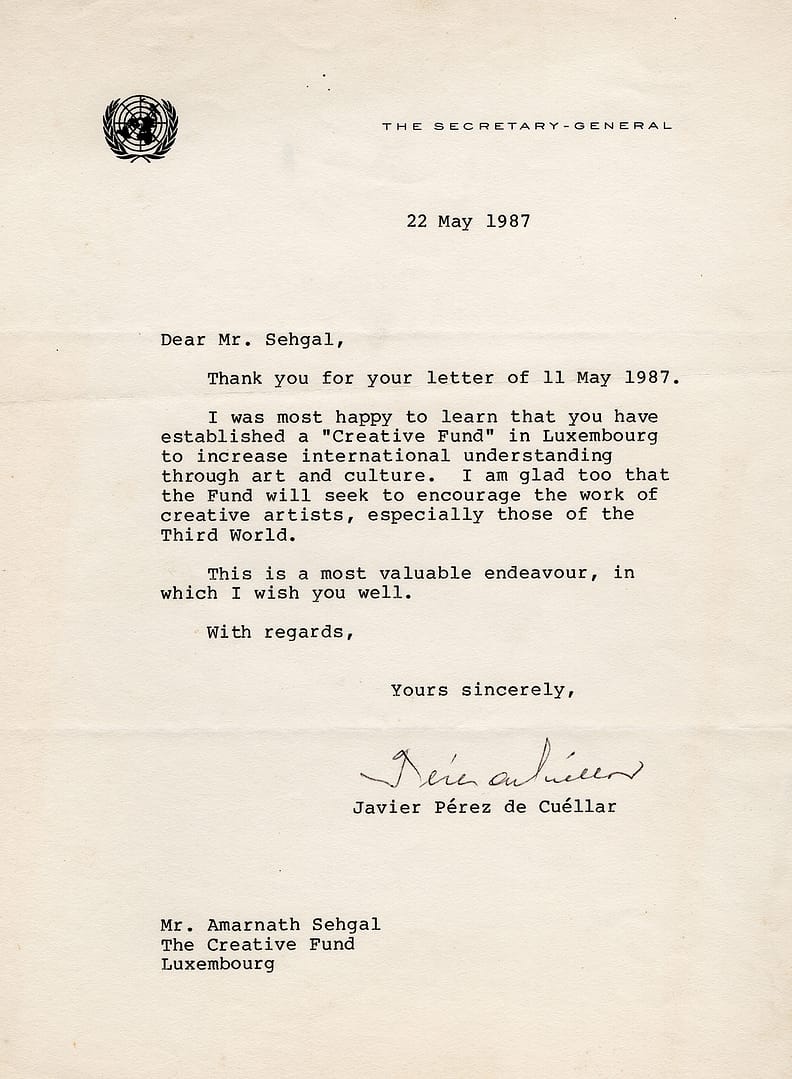 THE SECRETARY-GENERAL
22 May 1987
Dear Mr. Sehgal,
Thank you for your letter of 11 May 1987.
I was most happy to learn that you have
established a "Creative Fund" in Luxembourg
to increase international understanding
through art and culture.  I am glad too that
the Fund will seek to encourage the work of
creative artists, especially those of the
Third World.
This is a most valuable endeavour, in
which I wish you well.
With regards,
Yours sincerely,
Javier Pérez de Cuéllar
Mr. Amarnath Sehgal
The Creative Fund
Luxembourg